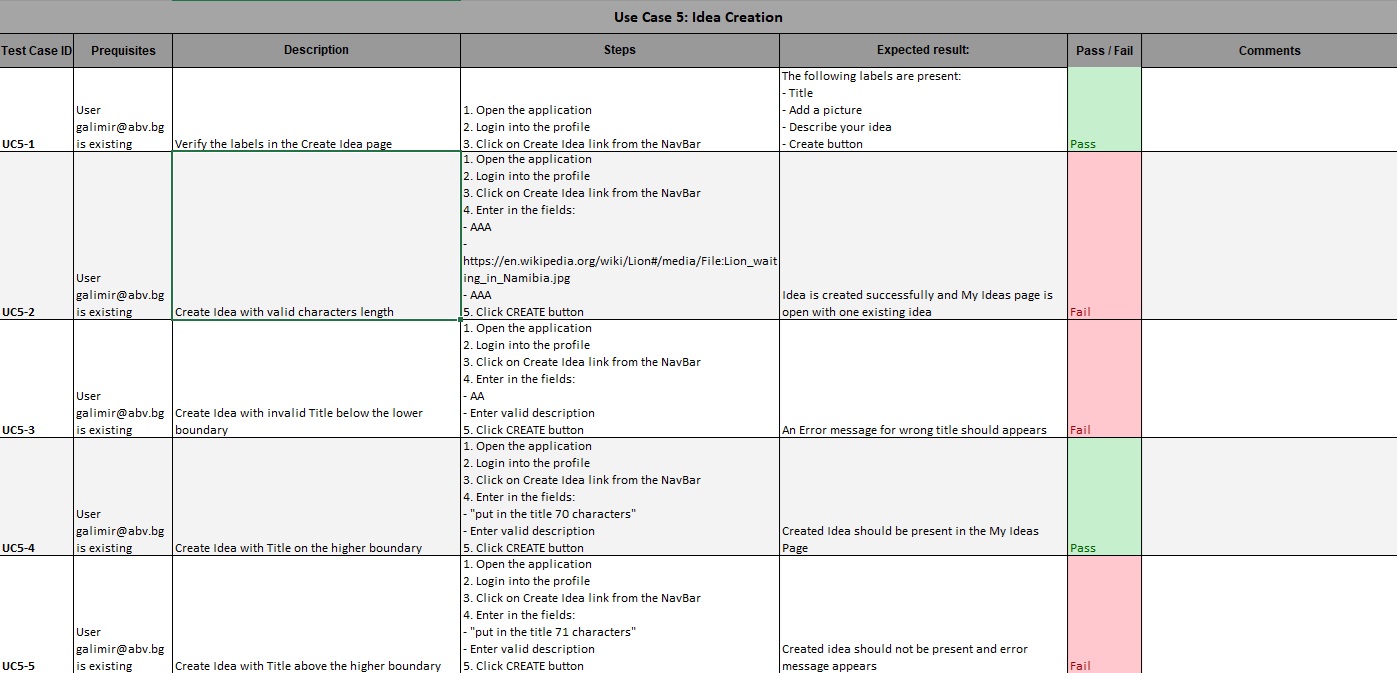 Use Case 5: Idea Creation
Test Case ID Prequisites Description Steps Expected result: Pass / Fail Comments
UC5-1
User
galimir@abv.bg
is existing
Verify the labels in the Create Idea page
1. Open the application
2. Login into the profile
3. Click on Create Idea link from the NavBar
The following labels are present:
- Title
- Add a picture
- Describe your idea
- Create button
Pass
UC5-2
User
galimir@abv.bg
is existing
Create Idea with valid characters length
1. Open the application
2. Login into the profile
3. Click on Create Idea link from the NavBar
4. Enter in the fields:
- AAA
-
https://en.wikipedia.org/wiki/Lion#/media/File:Lion_wait
ing_in_Namibia.jpg
- AAA
5. Click CREATE button
Idea is created successfully and My Ideas page is
open with one existing idea
Fail
UC5-3
User
galimir@abv.bg
is existing
Create Idea with invalid Title below the lower
boundary
1. Open the application
2. Login into the profile
3. Click on Create Idea link from the NavBar
4. Enter in the fields:
- AA
- Enter valid description
5. Click CREATE button
An Error message for wrong title should appears
Fail
UC5-4
User
galimir@abv.bg
is existing
Create Idea with Title on the higher boundary
1. Open the application
2. Login into the profile
3. Click on Create Idea link from the NavBar
4. Enter in the fields:
- "put in the title 70 characters"
- Enter valid description
5. Click CREATE button
Created Idea should be present in the My Ideas
Page
Pass
UC5-5
User
galimir@abv.bg
is existing
Create Idea with Title above the higher boundary
1. Open the application
2. Login into the profile
3. Click on Create Idea link from the NavBar
4. Enter in the fields:
- "put in the title 71 characters"
- Enter valid description
5. Click CREATE button
Created idea should not be present and error
message appears
Fail